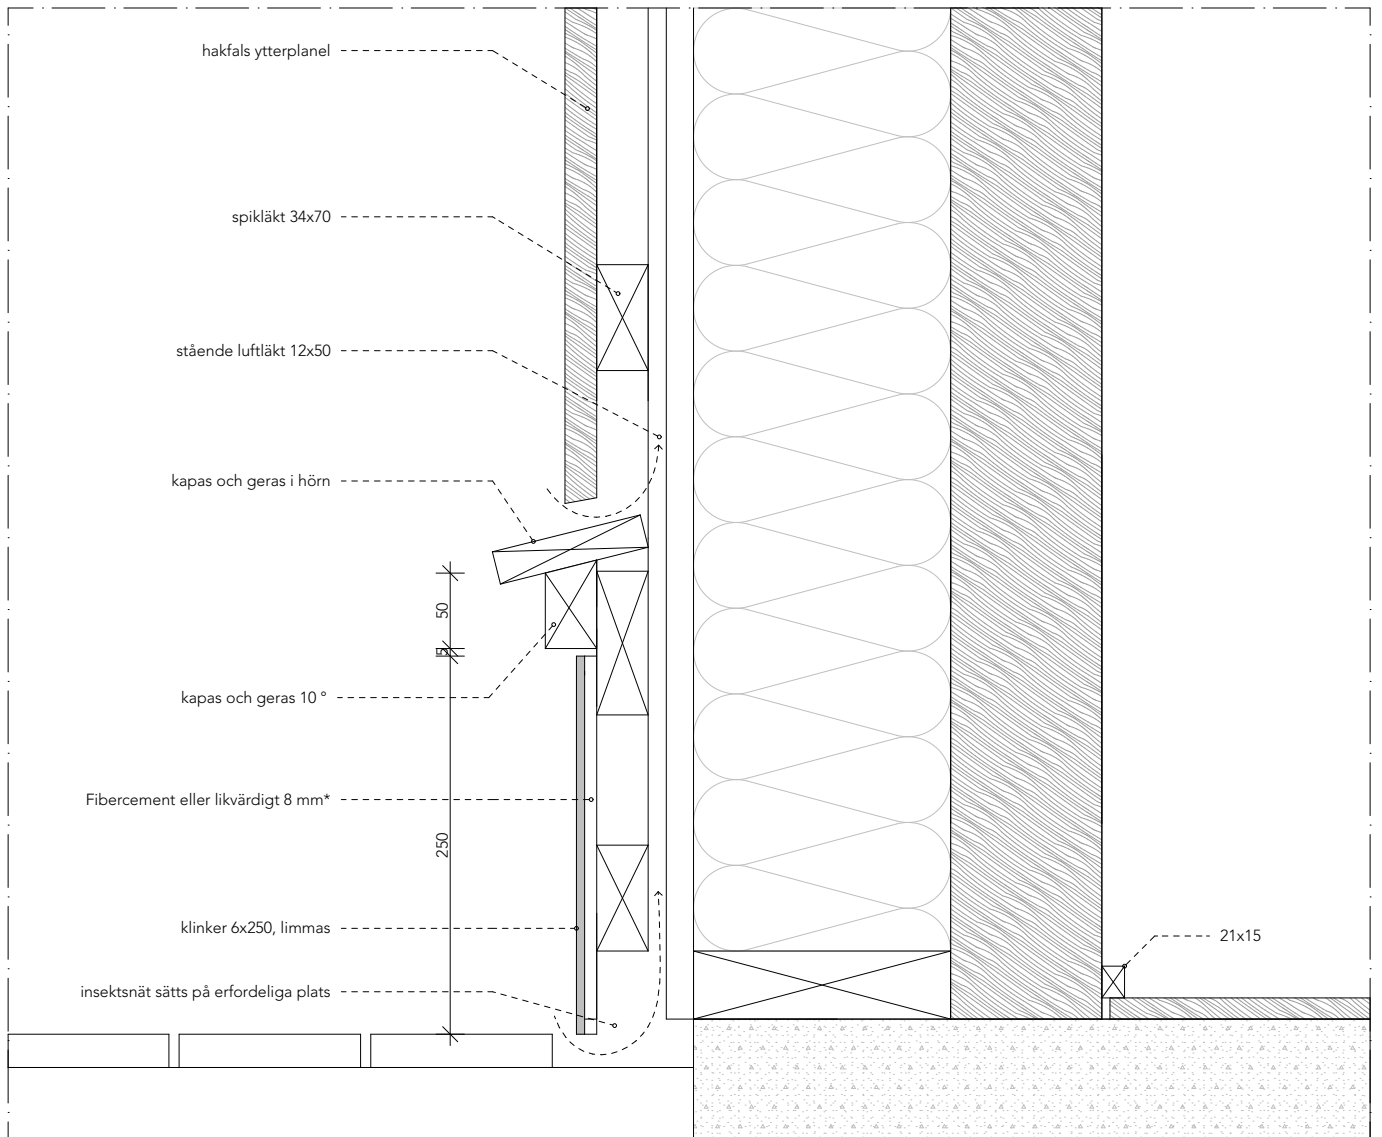 hakfals ytterplanel
spikläkt 34x70
stående luftläkt 12x50
kapas och geras i hörn
50
5
kapas och geras 10 °
Fibercement eller likvärdigt 8 mm*
250
klinker 6x250, limmas
21x15
insektsnät sätts på erfordeliga plats